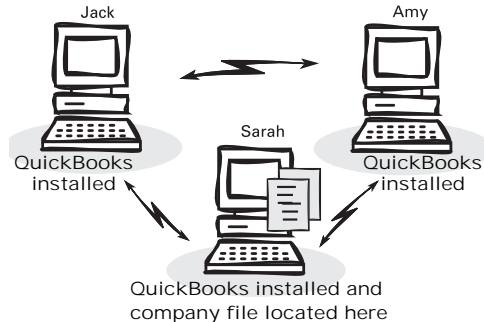 Jack
Amy
QuickBooks
installed
QuickBooks
installed
Sarah
QuickBooks installed and
company file located here